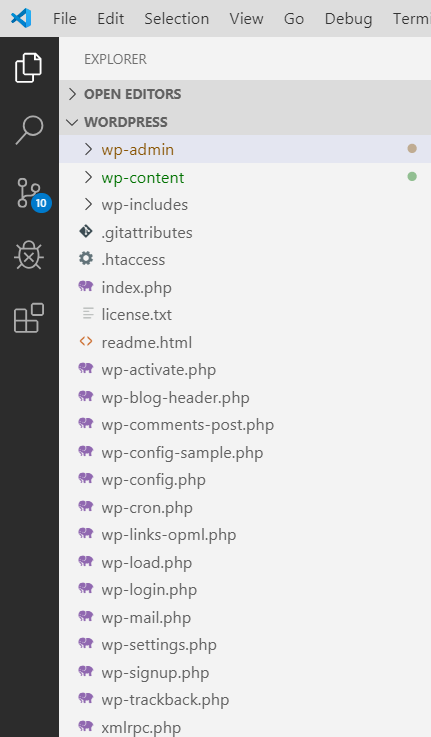 File Edit Selection View Go Debug
EXPLORER
OPEN EDITORS
WORDPRESS
wp-admin
wp-content
wp-includes
10
.gitattributes
.htaccess
index.php
license.txt
readme.html
wp-activate.php
wp-blog-header.php
wp-comments-post.php
wp-config-sample.php
wp-config.php
wp-cron.php
wp-links-opml.php
wp-load.php
wp-login.php
wp-mail.php
wp-settings.php
wp-signup.php
wp-trackback.php
xmlrpc.php